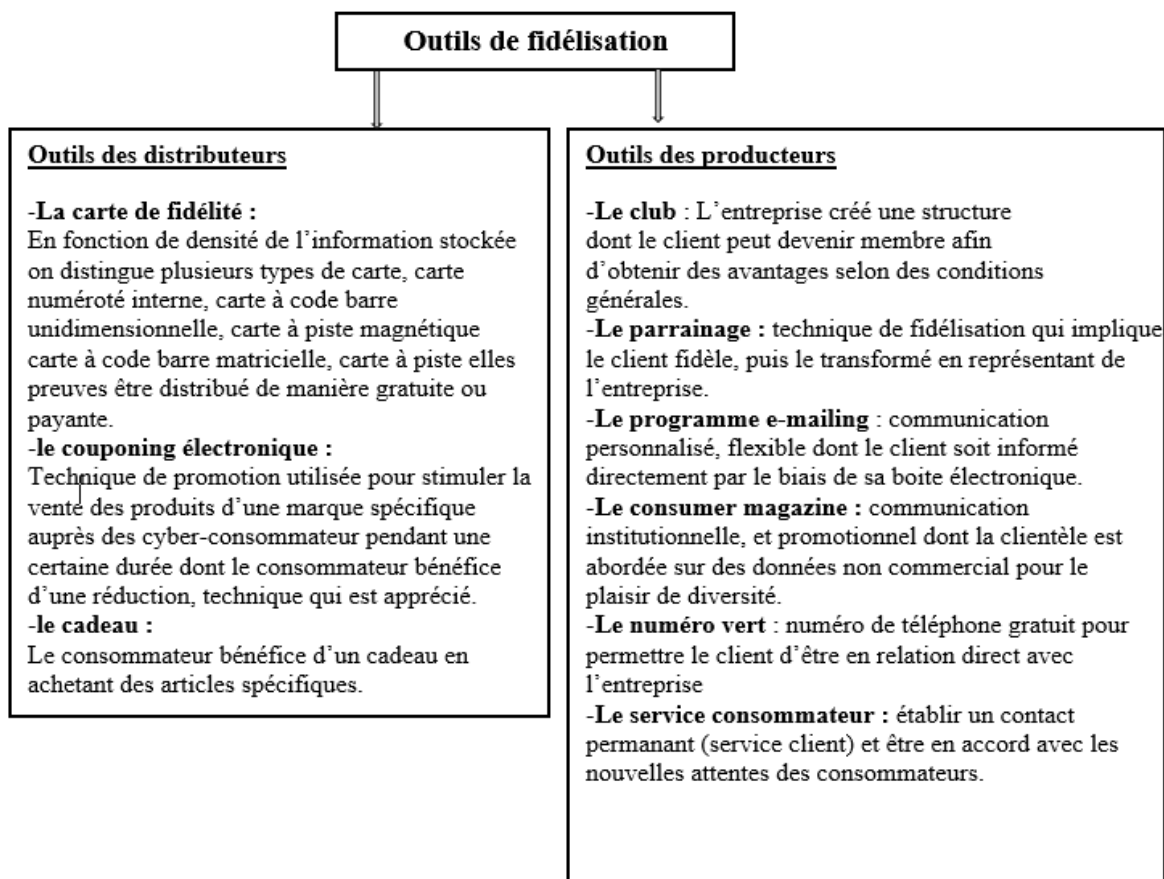 Outils de fidélisation
Outils des distributeurs
-La carte de fidélité :
En fonction de densité de l’information stockée
on distingue plusieurs types de carte, carte
numéroté interne, carte à code barre
unidimensionnelle, carte à piste magnétique
carte à code barre matricielle, carte à piste elles
preuves être distribué de manière gratuite ou
payante.
-le couponing électronique :
Technique de promotion utilisée pour stimuler la
vente des produits d’une marque spécifique
auprès des cyber-consommateur pendant une
certaine durée dont le consommateur bénéfice
d’une réduction, technique qui est apprécié.
-le cadeau :
Le consommateur bénéfice d’un cadeau en
achetant des articles spécifiques.
Outils des producteurs
-Le club : L’entreprise créé une structure
dont le client peut devenir membre afin
d’obtenir des avantages selon des conditions
générales.
-Le parrainage : technique de fidélisation qui implique
le client fidèle, puis le transformé en représentant de
l’entreprise.
-Le programme e-mailing : communication
personnalisé, flexible dont le client soit informé
directement par le biais de sa boite électronique.
-Le consumer magazine : communication
institutionnelle, et promotionnel dont la clientèle est
abordée sur des données non commercial pour le
plaisir de diversité.
-Le numéro vert : numéro de téléphone gratuit pour
permettre le client d’être en relation direct avec
l’entreprise
-Le service consommateur : établir un contact
permanant (service client) et être en accord avec les
nouvelles attentes des consommateurs.